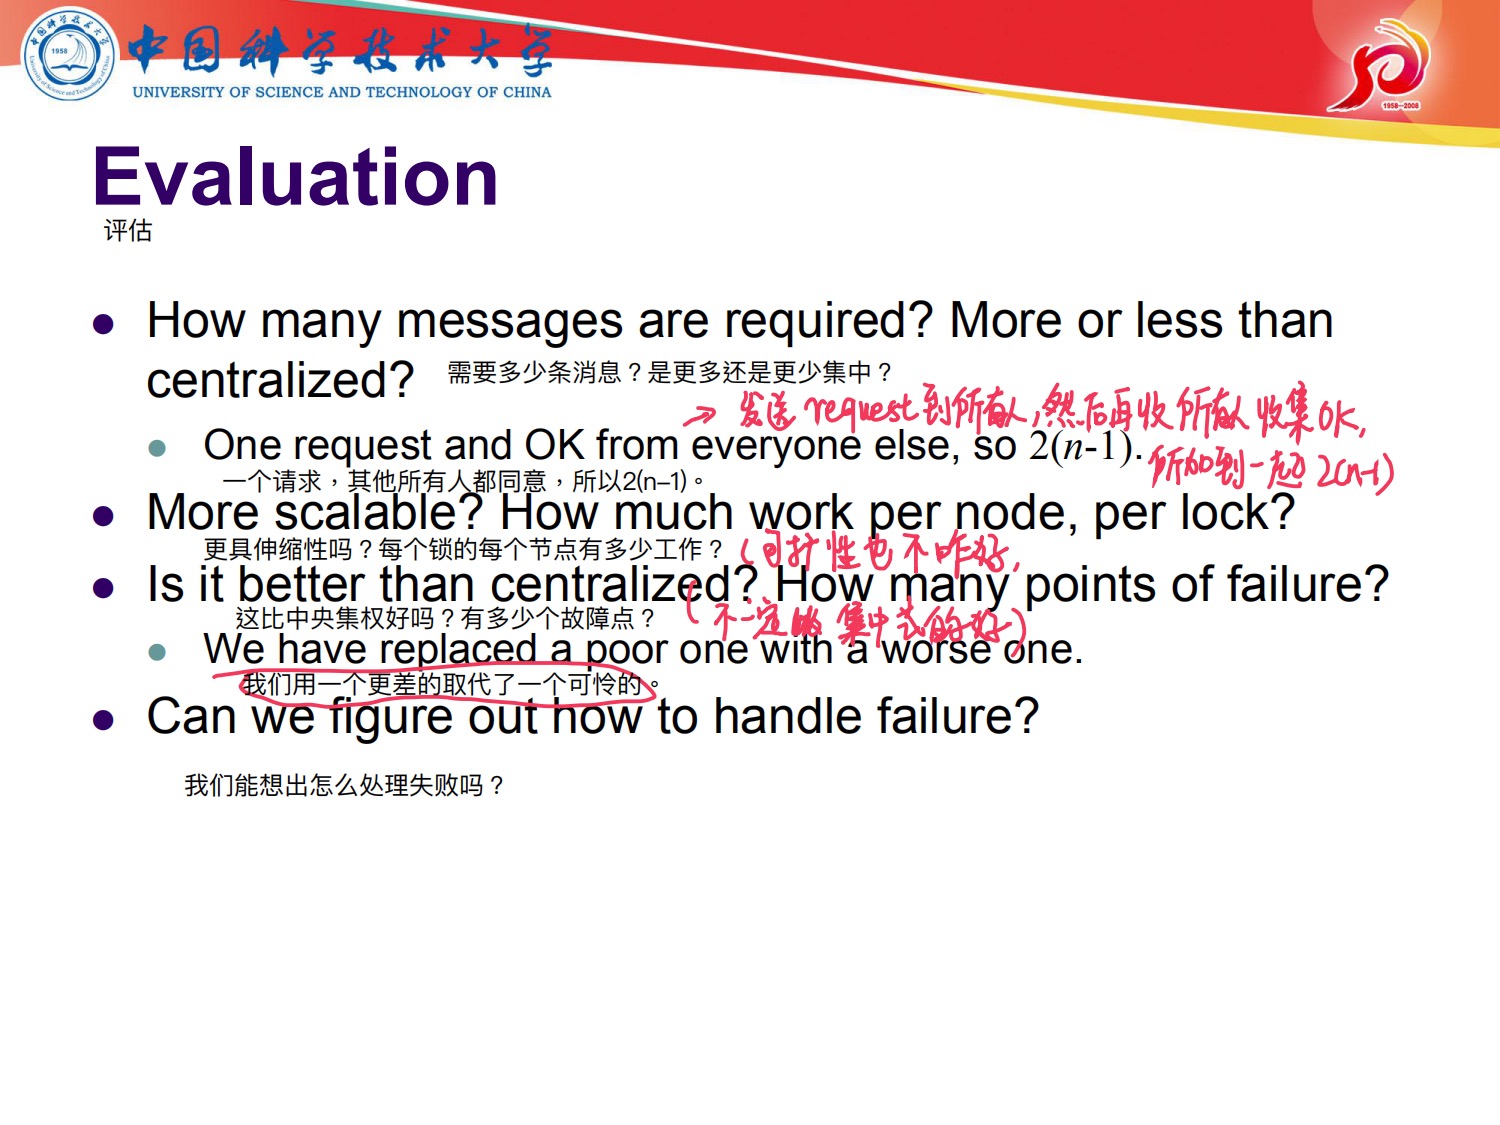 中国科学技术大学
UNIVERSITY OF SCIENCE AND TECHNOLOGY OF CHINA
1958
1958–2008
Evaluation
评估
How many messages are required? More or less than
centralized?
需要多少条消息？是更多还是更少集中？
→ 发送request到所有人,然后再收所有人收集OK,
One request and OK from everyone else, so 2(n-1).
所加到一起 2(n-1)
一个请求，其他所有人都同意，所以2(n–1)。
More scalable? How much work per node, per lock?
更具伸缩性吗？每个锁的每个节点有多少工作？
(可扩性也不咋好,
Is it better than centralized? How many points of failure?
这比中央集权好吗？有多少个故障点？
(不一定比集中式的好)
We have replaced a poor one with a worse one.
我们用一个更差的取代了一个可怜的。
Can we figure out how to handle failure?
我们能想出怎么处理失败吗？